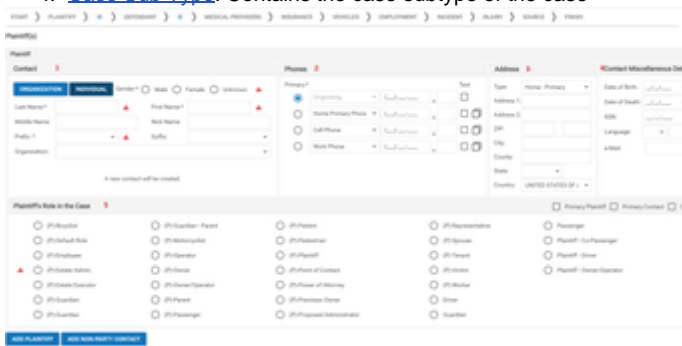 Case Sub Type: Contains the case subtype of the case
START PLAINTIFF DEFENDANT MEDICAL PROVIDERS INSURANCE VEHICLES EMPLOYMENT INCIDENT INJURY SOURCE FINISH
Plaintiff(s)
Plaintiff
Contact 1 Phones 2 Address 3 4 Contact Miscellaneous Det
ORGANIZATION INDIVIDUAL Gender* Male Female Unknown
Primary* Text
Type Home - Primary
Date of Birth
Last Name* First Name*
Originating
Address 1
Date of Death
Middle Name Nick Name
Home Primary Phone
Address 2
SSN
Prefix * Suffix
Cell Phone
ZIP
Language
Organization
Work Phone
City
e-Mail
County
A new contact will be created
State
Country UNITED STATES OF
Plaintiff's Role in the Case 5 Primary Plaintiff Primary Contact
(P)-Bicyclist (P)-Guardian - Parent (P)-Patient (P)-Representative Passenger
(P)-Default Role (P)-Motorcyclist (P)-Pedestrian (P)-Spouse Plaintiff - Co-Passenger
(P)-Employee (P)-Operator (P)-Plaintiff (P)-Tenant Plaintiff - Driver
(P)-Estate Admin (P)-Owner (P)-Point of Contact (P)-Victim Plaintiff - Owner/Operator
(P)-Estate Executor (P)-Owner/Operator (P)-Power of Attorney (P)-Worker
(P)-Guardian (P)-Parent (P)-Premises Owner Driver
(P)-Guardian (P)-Passenger (P)-Proposed Administrator Guardian
ADD PLAINTIFF ADD NON-PARTY CONTACT